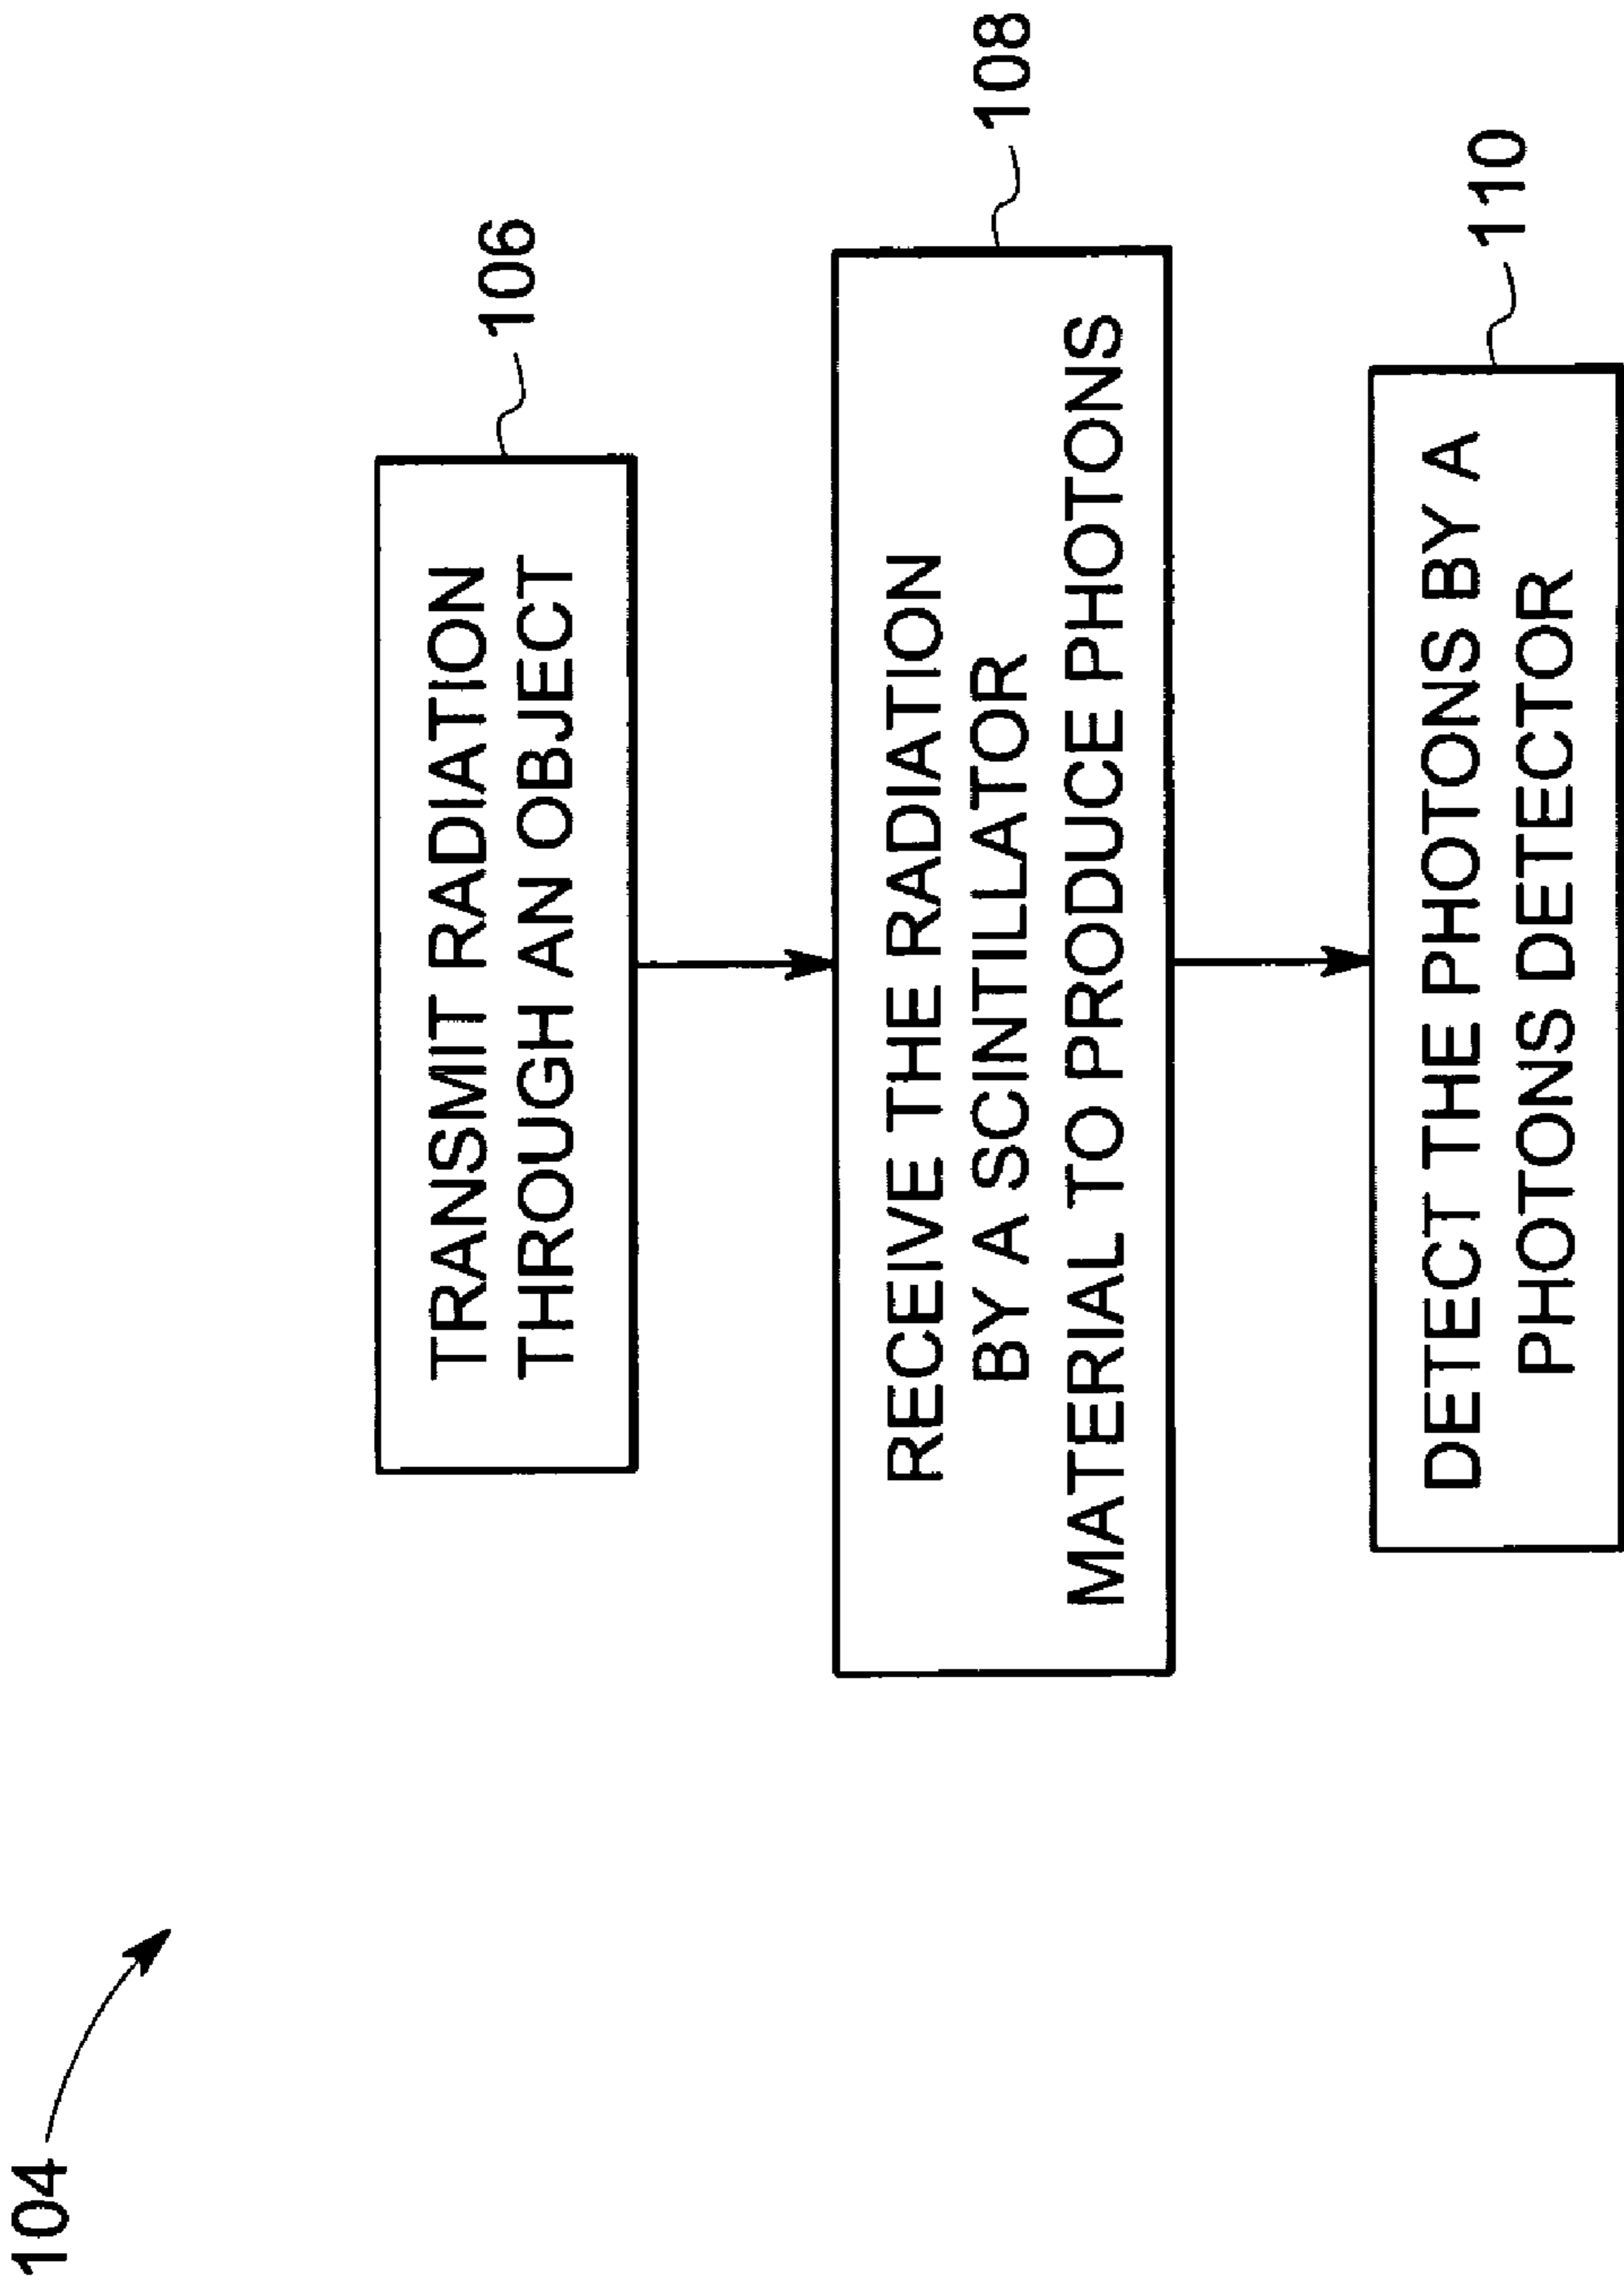 104
TRANSMIT RADIATION
THROUGH AN OBJECT
106
RECEIVE THE RADIATION
BY A SCINTILLATOR
MATERIAL TO PRODUCE PHOTONS
108
DETECT THE PHOTONS BY A
PHOTONS DETECTOR
110